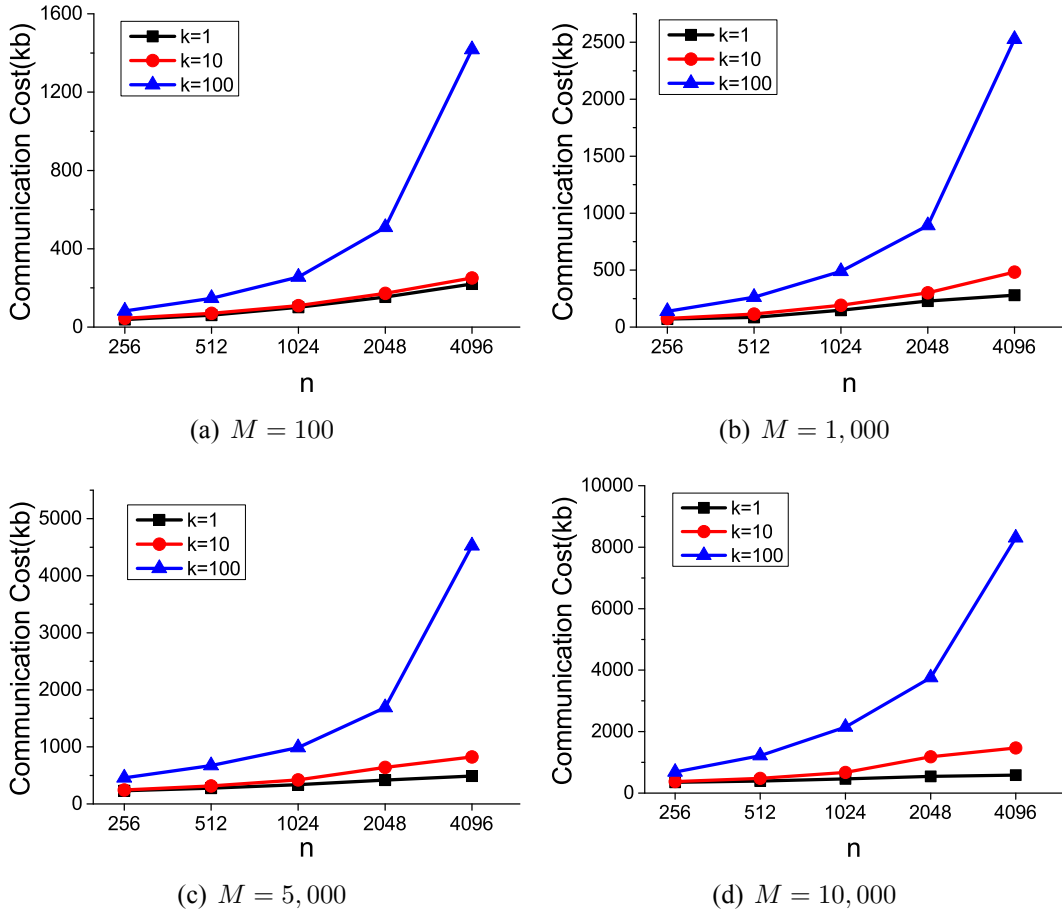 Communication Cost(kb)
1600
1200
800
400
0
k=1
k=10
k=100
256 512 1024 2048 4096
n
(a) M = 100
Communication Cost(kb)
2500
2000
1500
1000
500
0
k=1
k=10
k=100
256 512 1024 2048 4096
n
(b) M = 1, 000
Communication Cost(kb)
5000
4000
3000
2000
1000
0
k=1
k=10
k=100
256 512 1024 2048 4096
n
(c) M = 5, 000
Communication Cost(kb)
10000
8000
6000
4000
2000
0
k=1
k=10
k=100
256 512 1024 2048 4096
n
(d) M = 10, 000